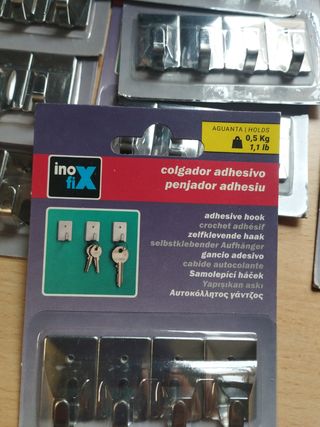 AGUANTA | HOLDS
0,5 Kg
1,1 lb
ino
fiX
colgador adhesivo
penjador adhesiu
adhesive hook
crochet adhésif
zelfklevende haak
selbstklebender Aufhänger
gancio adesivo
cabide autocolante
Samolepící háček
Yapışkan askı
Αυτοκόλλητος γάντζος